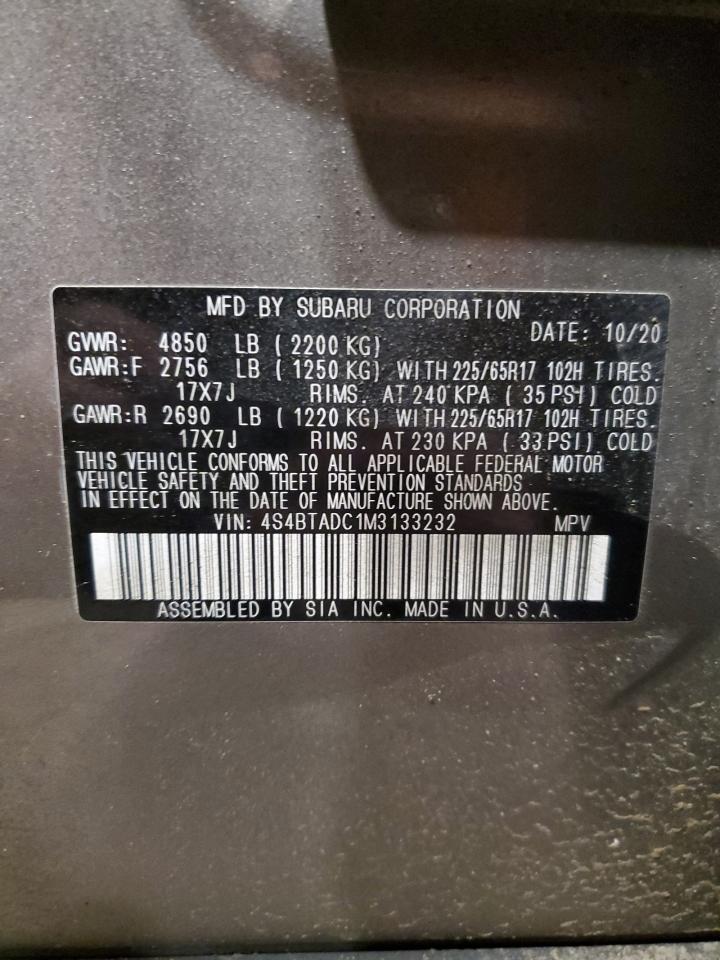 MFD BY SUBARU CORPORATION
DATE: 10/20
GVWR: 4850 LB ( 2200 KG)
GAWR:F 2756 LB ( 1250 KG) WITH 225/65R17 102H TIRES.
17X7J RIMS. AT 240 KPA ( 35 PSI) COLD
GAWR:R 2690 LB ( 1220 KG) WITH 225/65R17 102H TIRES.
17X7J RIMS. AT 230 KPA ( 33 PSI) COLD
THIS VEHICLE CONFORMS TO ALL APPLICABLE FEDERAL MOTOR
VEHICLE SAFETY AND THEFT PREVENTION STANDARDS
IN EFFECT ON THE DATE OF MANUFACTURE SHOWN ABOVE.
VIN: 4S4BTADC1M3133232 MPV
ASSEMBLED BY SIA INC. MADE IN U.S.A.